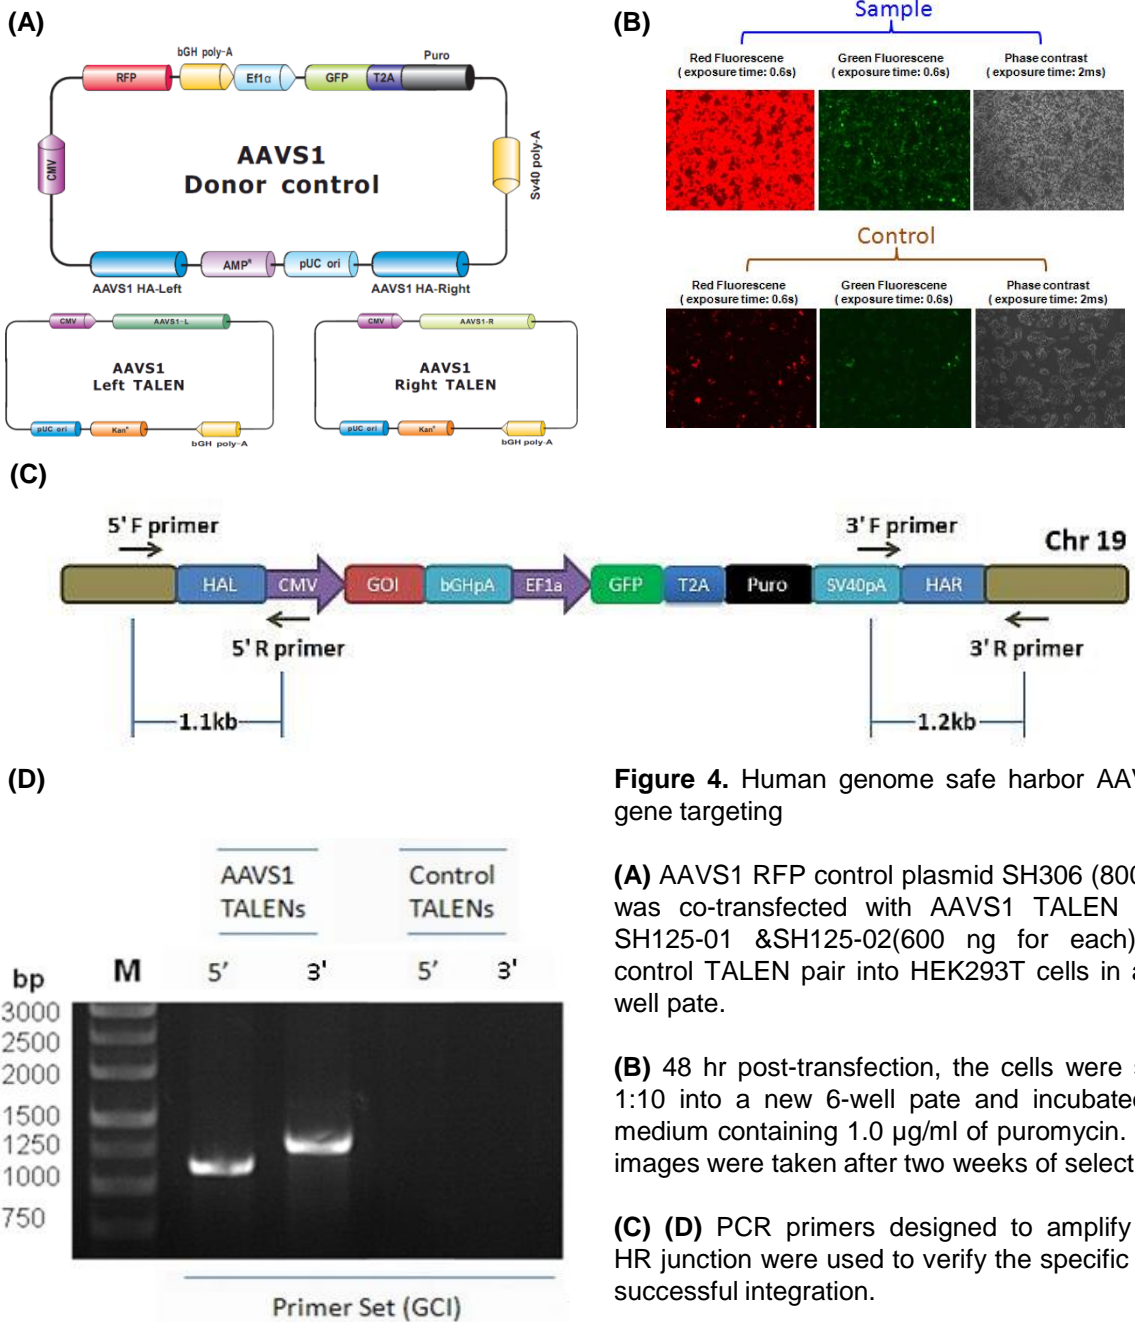 (A)
bGH poly-A
Puro
RFP
Ef1α
GFP
T2A
CMV
AAVS1
Donor control
Sv40 poly-A
AMPᴿ
pUC ori
AAVS1 HA-Left
AAVS1 HA-Right
CMV
AAVS1-L
AAVS1
Left TALEN
pUC ori
Kanᴿ
bGH poly-A
CMV
AAVS1-R
AAVS1
Right TALEN
pUC ori
Kanᴿ
bGH poly-A
(B)
Sample
Red Fluorescene
( exposure time: 0.6s)
Green Fluorescene
( exposure time: 0.6s)
Phase contrast
( exposure time: 2ms)
Control
Red Fluorescene
( exposure time: 0.6s)
Green Fluorescene
( exposure time: 0.6s)
Phase contrast
( exposure time: 2ms)
(C)
5' F primer
3' F primer
Chr 19
HAL CMV GOI bGHpA EF1a GFP T2A Puro SV40pA HAR
5' R primer
3' R primer
1.1kb
1.2kb
(D)
AAVS1
TALENs
Control
TALENs
bp M 5' 3' 5' 3'
3000
2500
2000
1500
1250
1000
750
Primer Set (GCI)
Figure 4. Human genome safe harbor AAV
gene targeting
(A) AAVS1 RFP control plasmid SH306 (800
was co-transfected with AAVS1 TALEN
SH125-01 &SH125-02(600 ng for each)
control TALEN pair into HEK293T cells in a
well pate.
(B) 48 hr post-transfection, the cells were s
1:10 into a new 6-well pate and incubated
medium containing 1.0 µg/ml of puromycin.
images were taken after two weeks of select
(C) (D) PCR primers designed to amplify
HR junction were used to verify the specific
successful integration.